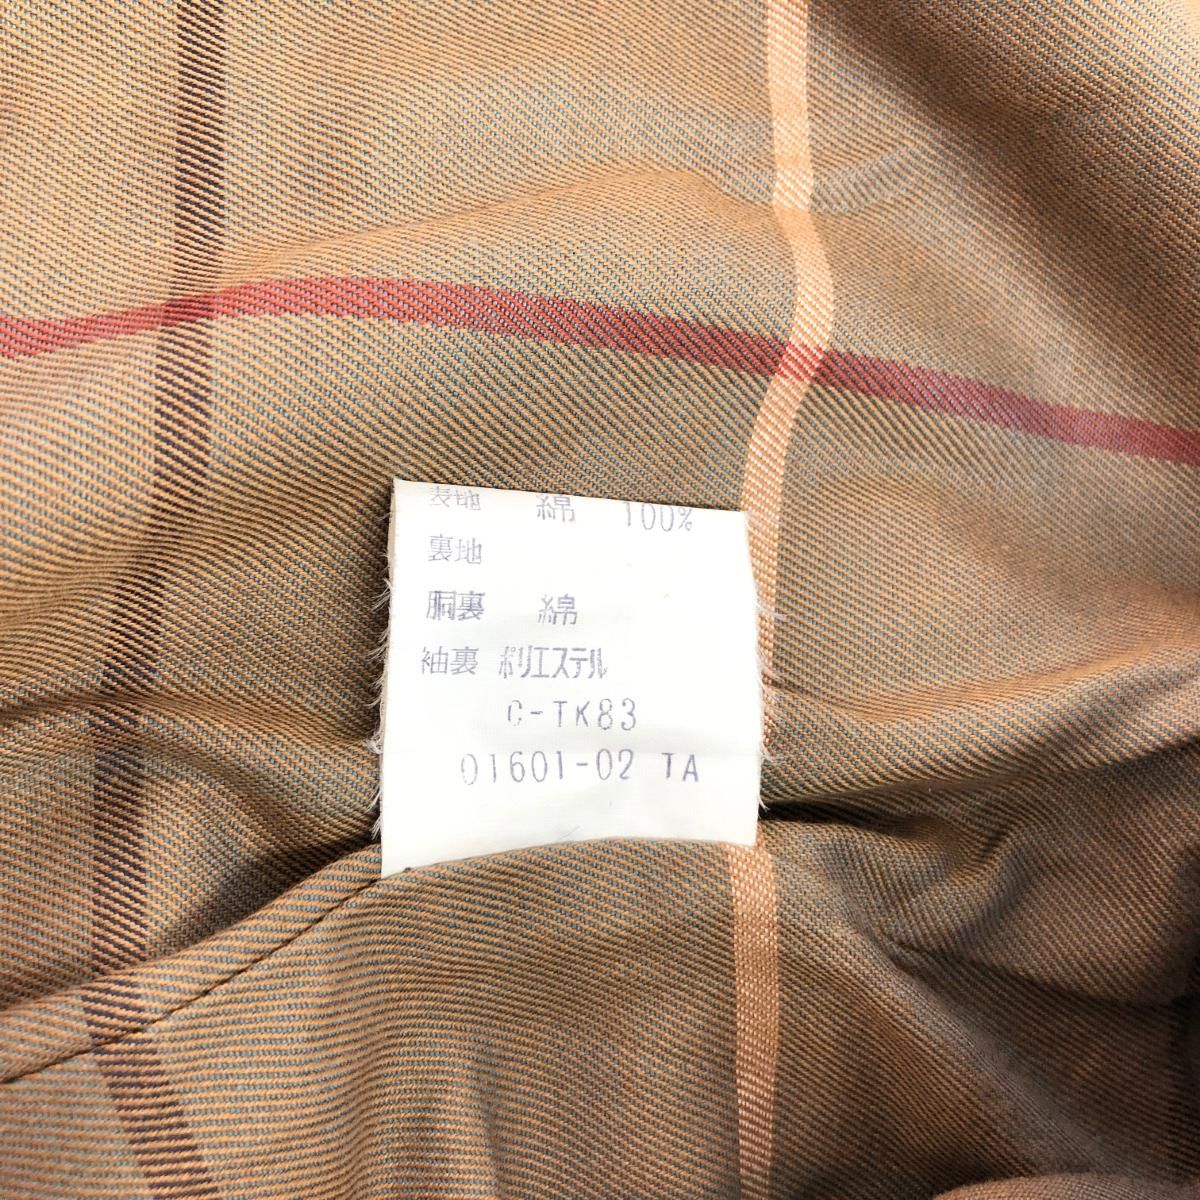 表地 綿 100%
裏地
胴裏 綿
袖裏 ポリエステル
C-TK83
01601-02 TA